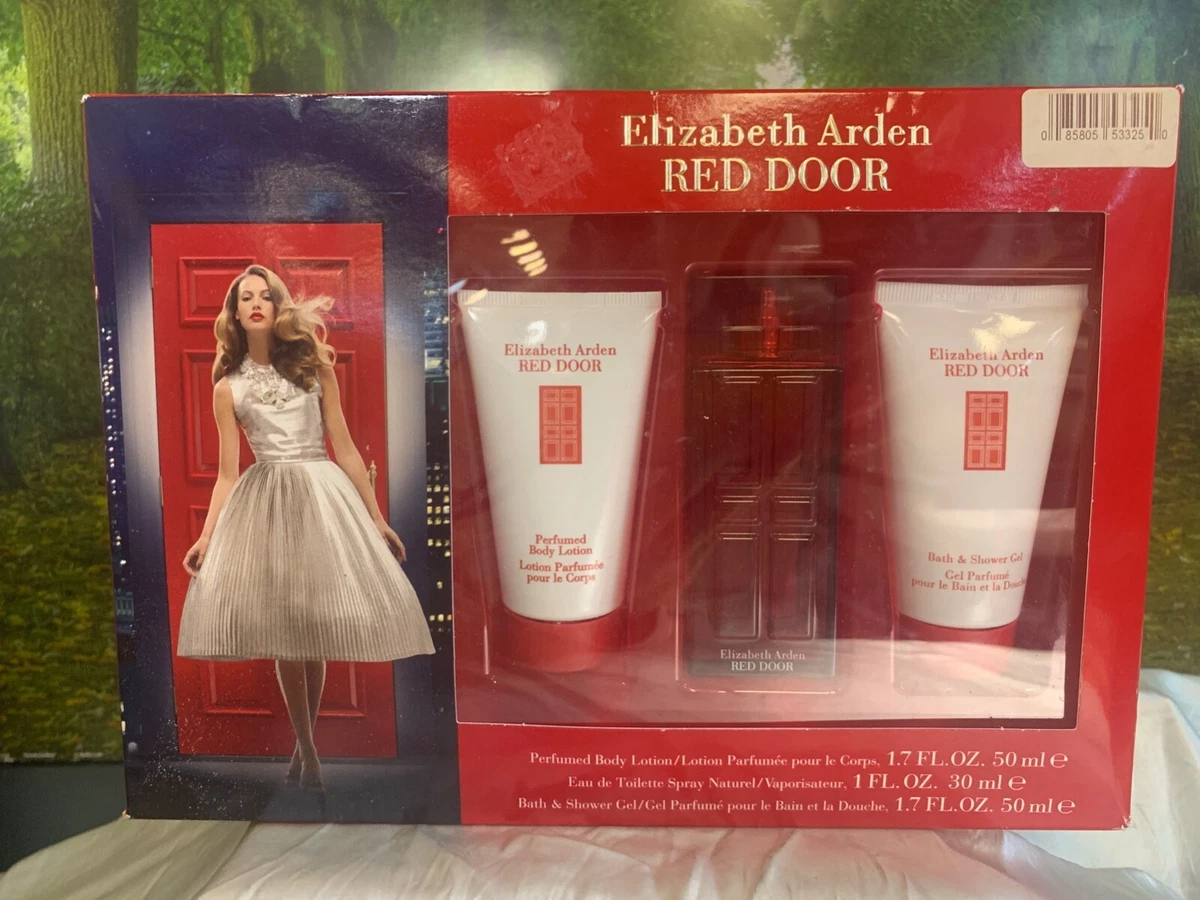 Elizabeth Arden
RED DOOR
0 85805 53325 0
Elizabeth Arden
RED DOOR
Perfumed
Body Lotion
Lotion Parfumée
pour le Corps
Elizabeth Arden
RED DOOR
Elizabeth Arden
RED DOOR
Bath & Shower Gel
Gel Parfumé
pour le Bain et la Douche
Perfumed Body Lotion/Lotion Parfumée pour le Corps, 1.7 FL.OZ. 50 ml ℮
Eau de Toilette Spray Naturel/Vaporisateur, 1 FL.OZ. 30 ml ℮
Bath & Shower Gel/Gel Parfumé pour le Bain et la Douche, 1.7 FL.OZ. 50 ml ℮